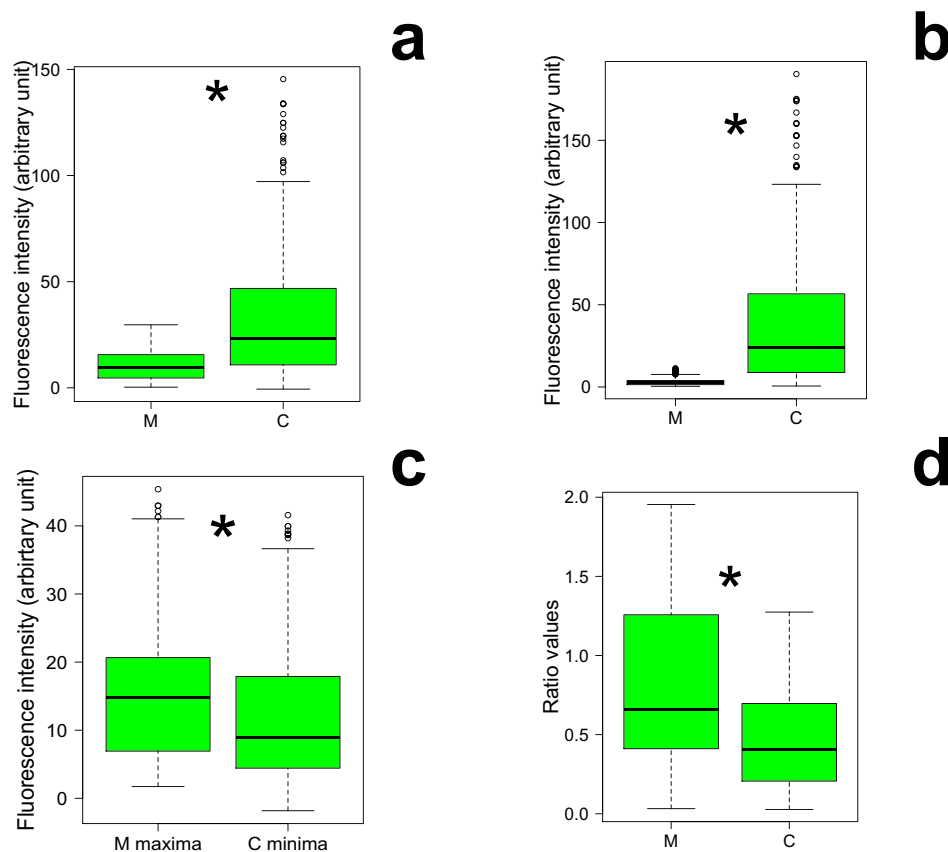 a
Fluorescence intensity (arbitrary unit)
150
100
50
0
*
M
C
b
Fluorescence intensity (arbitrary unit)
150
100
50
0
*
M
C
c
Fluorescence intensity (arbirtary unit)
40
30
20
10
0
*
M maxima
C minima
d
Ratio values
2.0
1.5
1.0
0.5
0.0
*
M
C